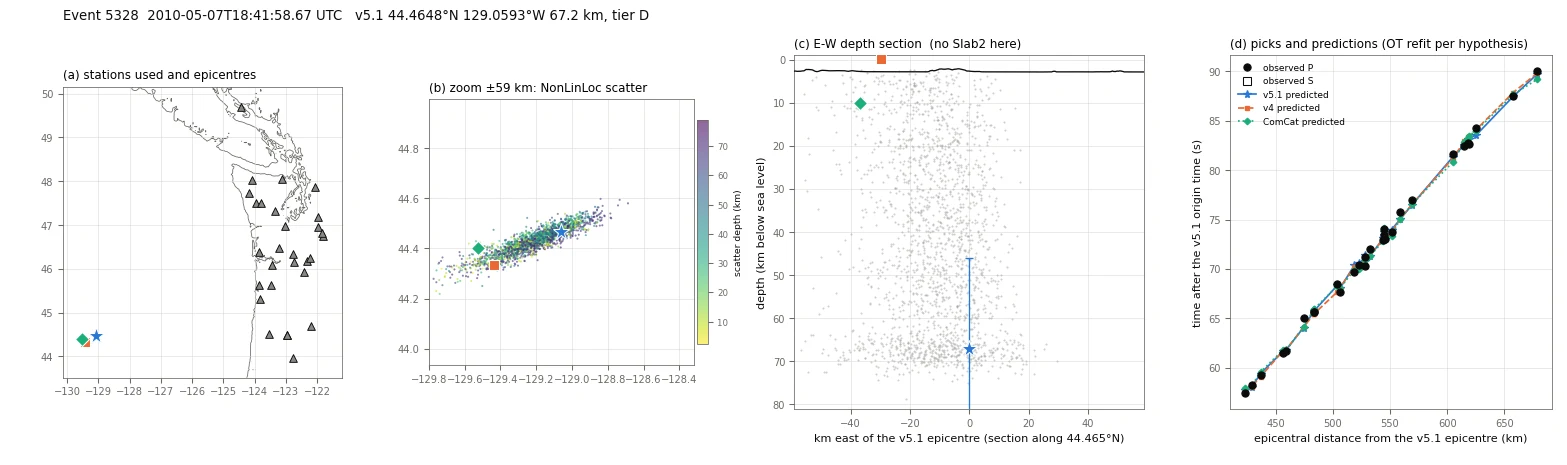 Event 5328  2010-05-07T18:41:58.67 UTC   v5.1 44.4648°N 129.0593°W 67.2 km, tier D
(a) stations used and epicentres
50
49
48
47
46
45
44
−130 −129 −128 −127 −126 −125 −124 −123 −122
(b) zoom ±59 km: NonLinLoc scatter
44.8
44.6
44.4
44.2
44.0
−129.8 −129.6 −129.4 −129.2 −129.0 −128.8 −128.6 −128.4
70
60
50
40
30
20
10
scatter depth (km)
(c) E-W depth section  (no Slab2 here)
0
10
20
30
40
50
60
70
80
depth (km below sea level)
−40 −20 0 20 40
km east of the v5.1 epicentre (section along 44.465°N)
(d) picks and predictions (OT refit per hypothesis)
observed P
observed S
v5.1 predicted
v4 predicted
ComCat predicted
90
85
80
75
70
65
60
time after the v5.1 origin time (s)
450 500 550 600 650
epicentral distance from the v5.1 epicentre (km)